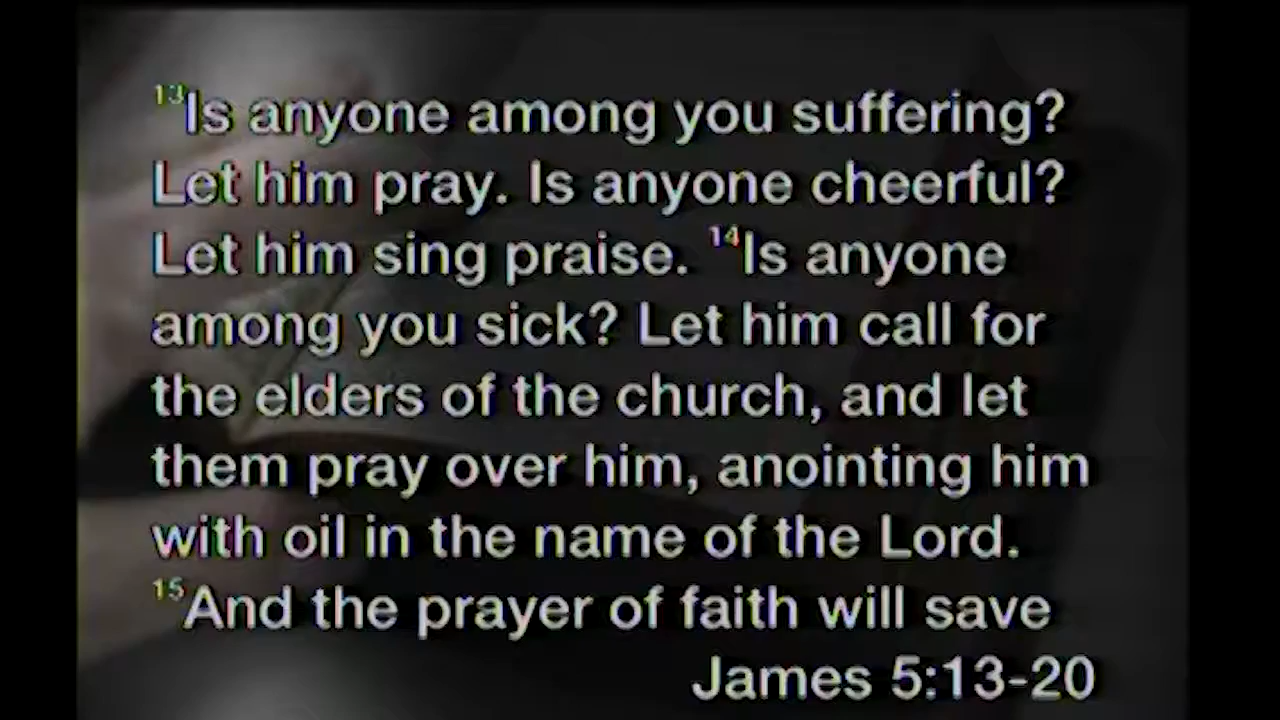 13Is anyone among you suffering?
Let him pray. Is anyone cheerful?
Let him sing praise. 14Is anyone
among you sick? Let him call for
the elders of the church, and let
them pray over him, anointing him
with oil in the name of the Lord.
15And the prayer of faith will save
James 5:13-20